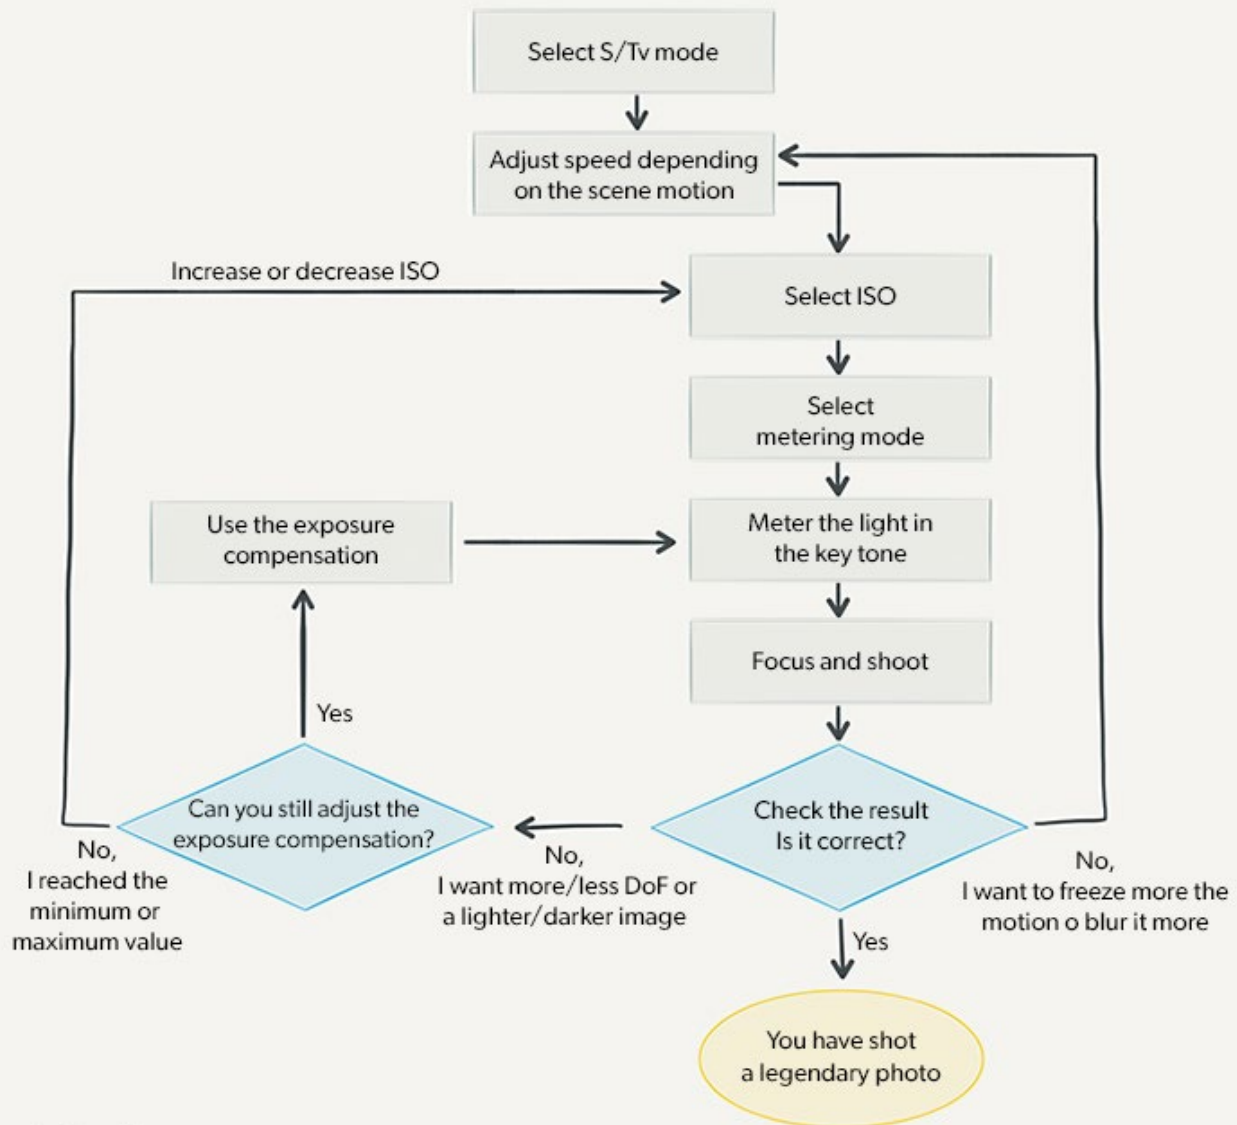 Select S/Tv mode
Adjust speed depending
on the scene motion
Increase or decrease ISO
Select ISO
Select
metering mode
Use the exposure
compensation
Meter the light in
the key tone
Focus and shoot
Yes
Can you still adjust the
exposure compensation?
Check the result
Is it correct?
No,
I reached the
minimum or
maximum value
No,
I want more/less DoF or
a lighter/darker image
No,
I want to freeze more the
motion o blur it more
Yes
You have shot
a legendary photo